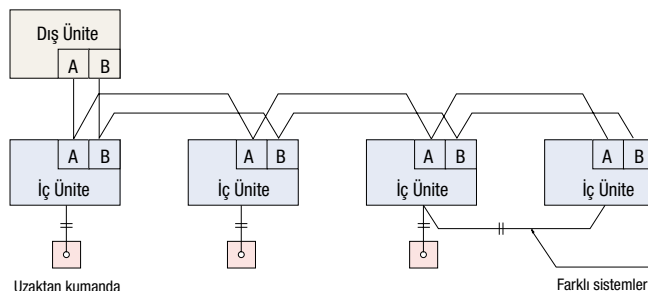 Dış Ünite
A B
A B
A B
A B
A B
İç Ünite
İç Ünite
İç Ünite
İç Ünite
Uzaktan kumanda
Farklı sistemler